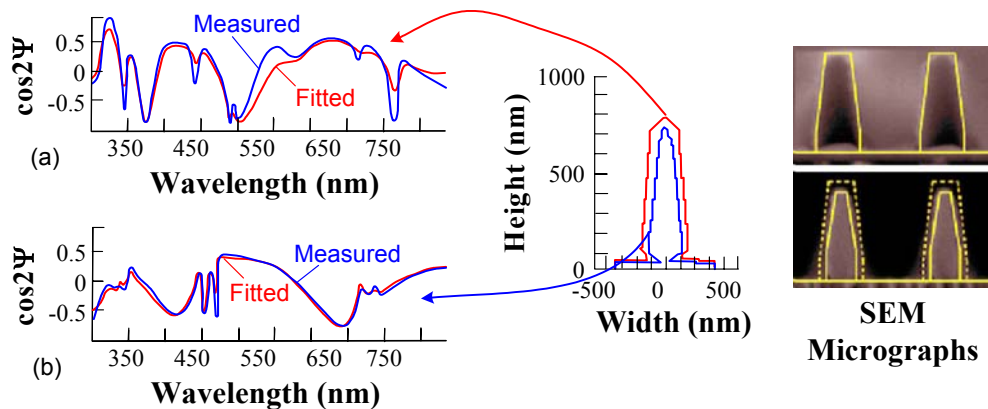 cos2Ψ
0.5
0
-0.5
Measured
Fitted
350 450 550 650 750
(a)
Wavelength (nm)
cos2Ψ
0.5
0
-0.5
Measured
Fitted
350 450 550 650 750
(b)
Wavelength (nm)
Height (nm)
1000
500
0
-500 0 500
Width (nm)
SEM
Micrographs